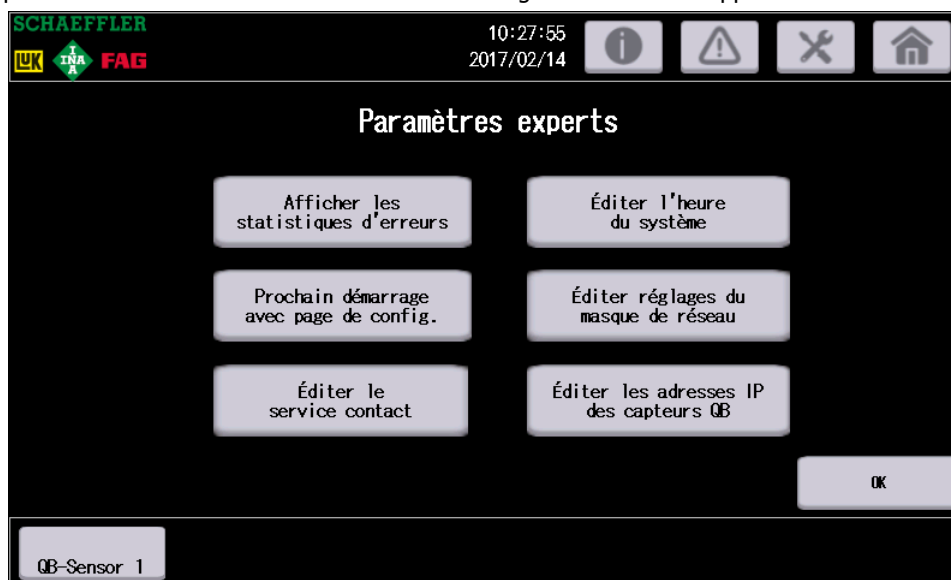 SCHAEFFLER
LUK INA FAG
10:27:55
2017/02/14
Paramètres experts
Afficher les
statistiques d'erreurs
Éditer l'heure
du système
Prochain démarrage
avec page de config.
Éditer réglages du
masque de réseau
Éditer le
service contact
Éditer les adresses IP
des capteurs QB
OK
QB-Sensor 1